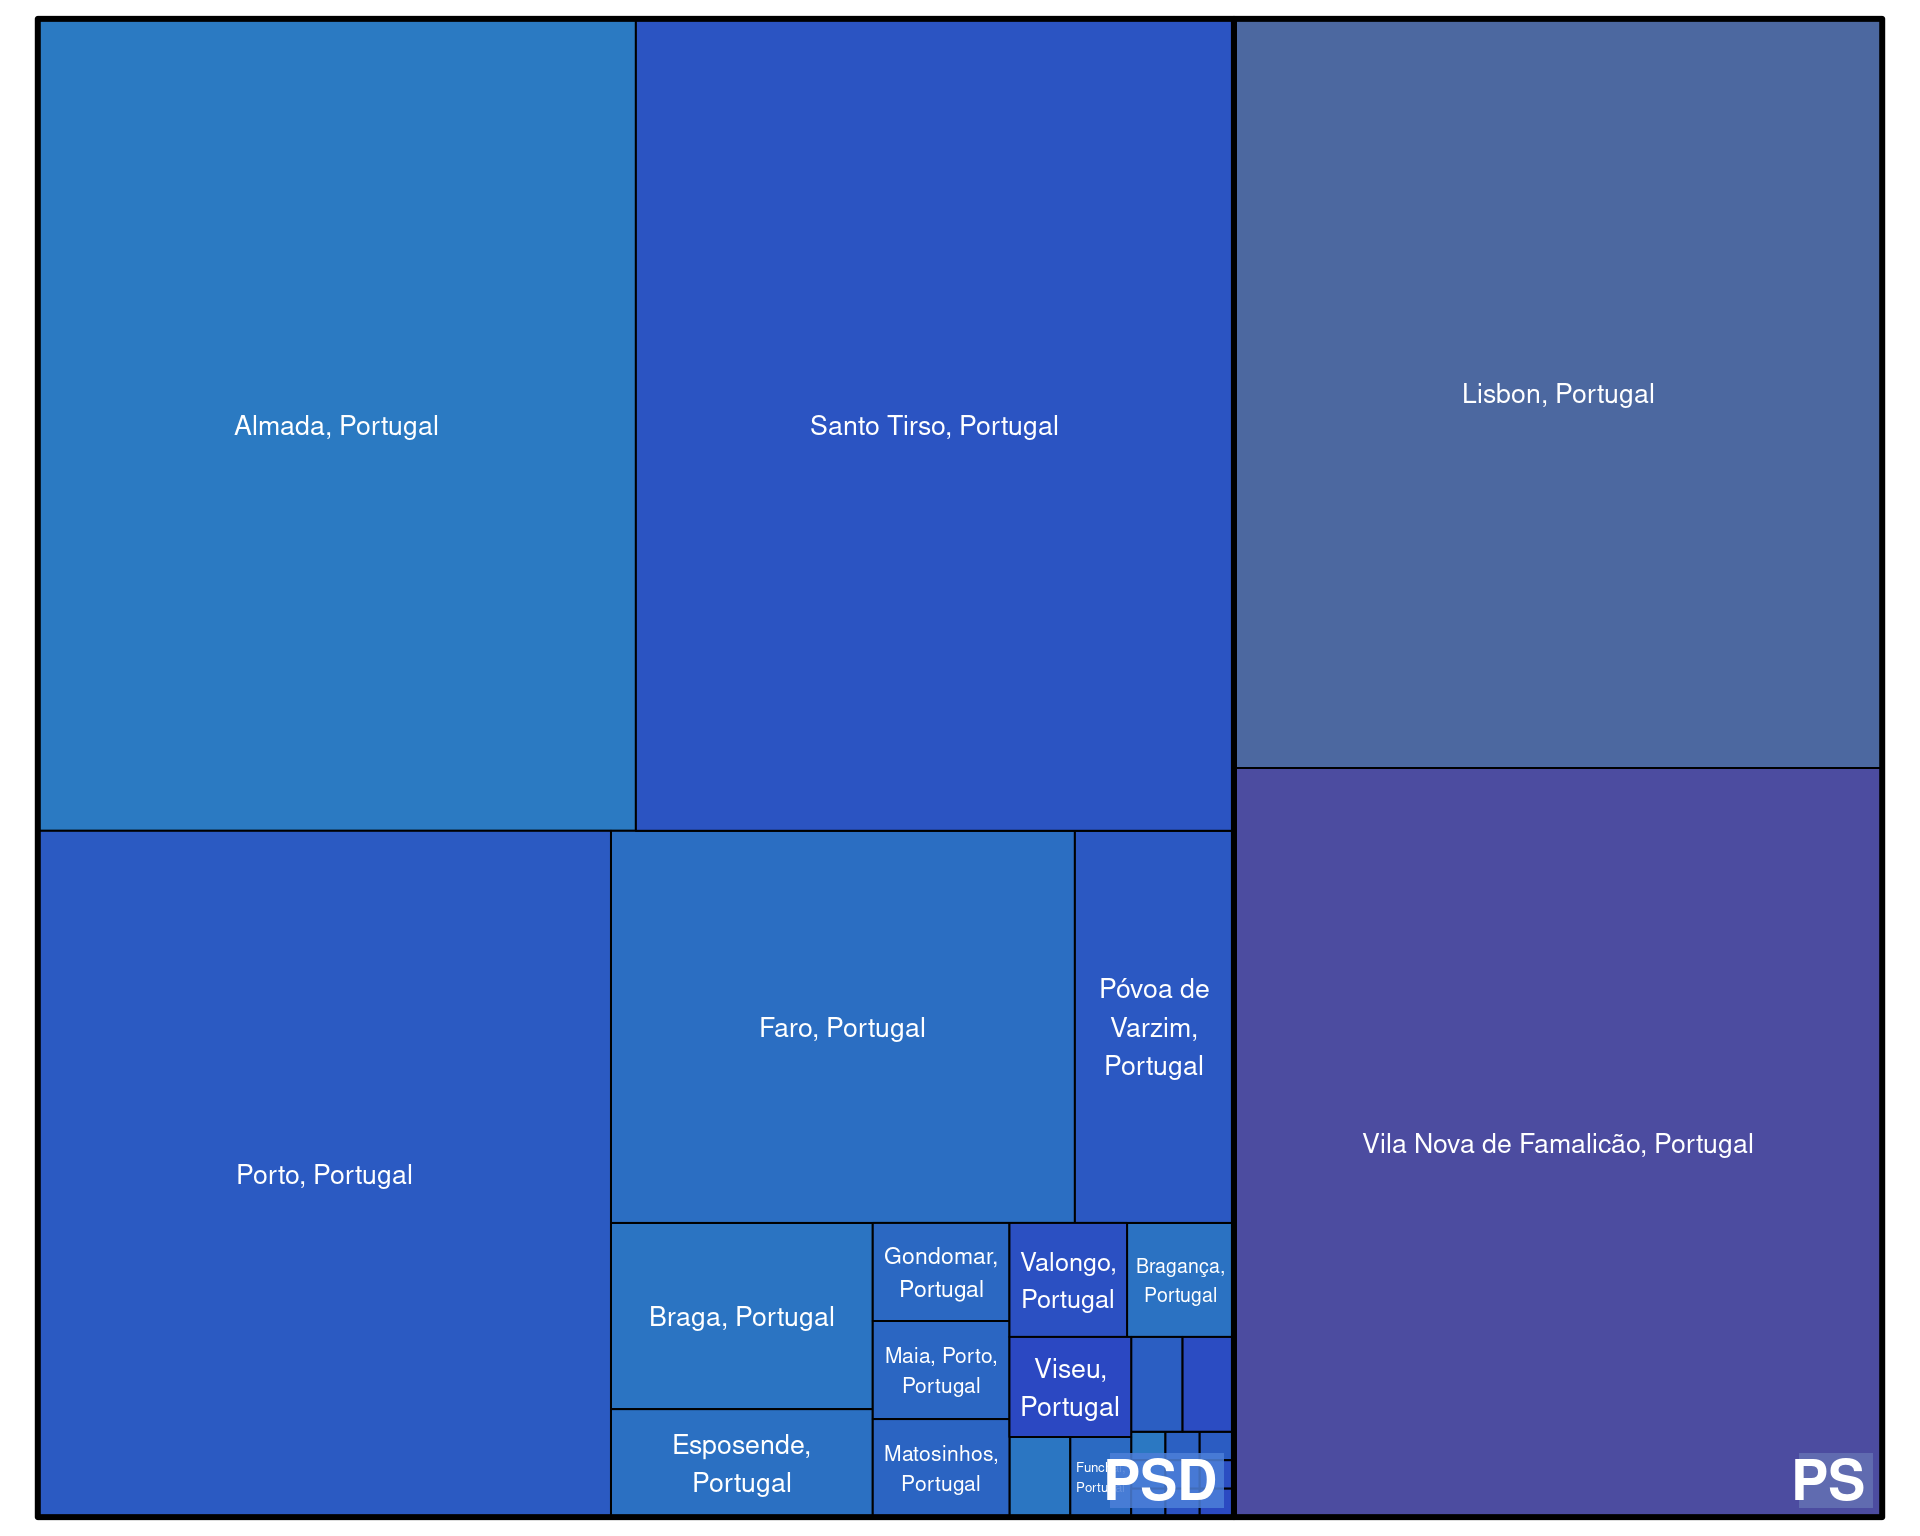 Almada, Portugal
Santo Tirso, Portugal
Lisbon, Portugal
Porto, Portugal
Faro, Portugal
Póvoa de
Varzim,
Portugal
Vila Nova de Famalicão, Portugal
Braga, Portugal
Gondomar,
Portugal
Valongo,
Portugal
Bragança,
Portugal
Maia, Porto,
Portugal
Viseu,
Portugal
Esposende,
Portugal
Matosinhos,
Portugal
PSD
PS